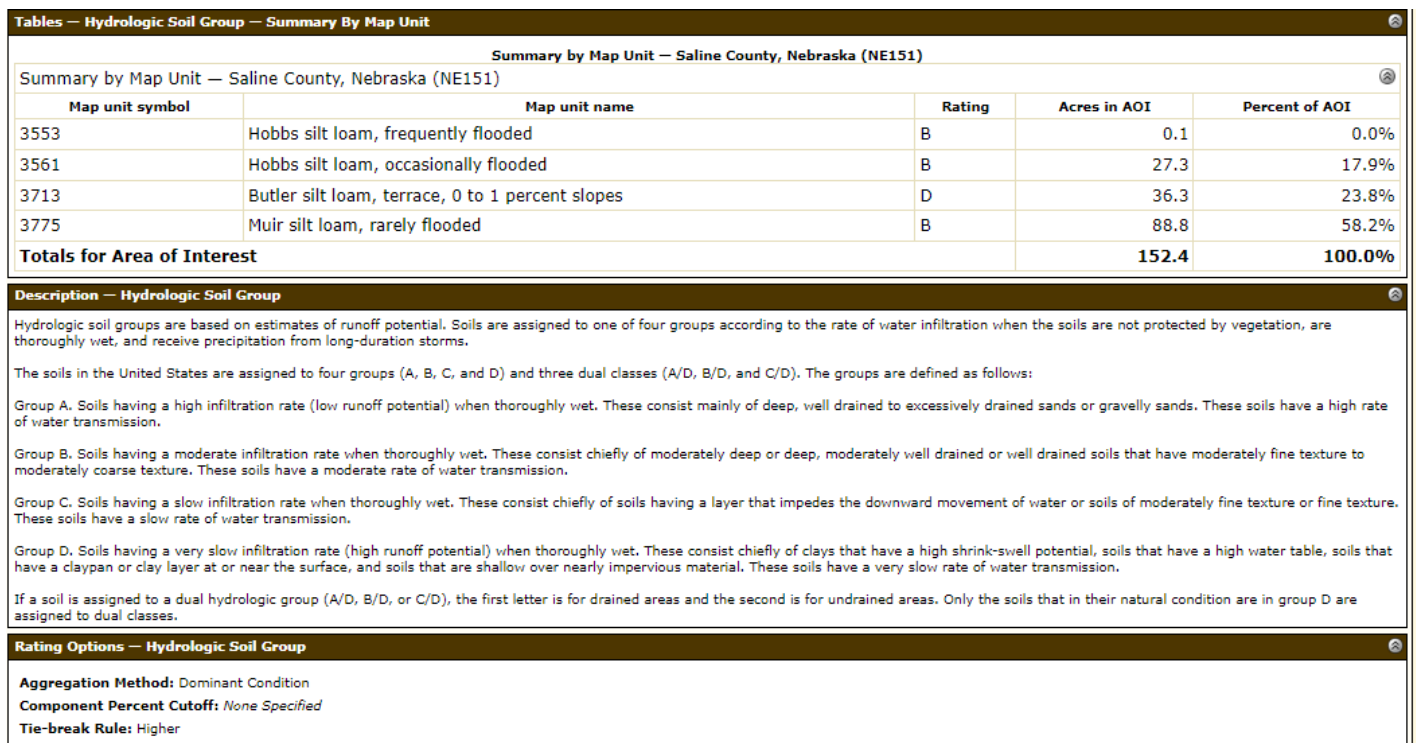 Tables — Hydrologic Soil Group — Summary By Map Unit
Summary by Map Unit — Saline County, Nebraska (NE151)
Summary by Map Unit — Saline County, Nebraska (NE151)
Map unit symbol Map unit name Rating Acres in AOI Percent of AOI
3553 Hobbs silt loam, frequently flooded B 0.1 0.0%
3561 Hobbs silt loam, occasionally flooded B 27.3 17.9%
3713 Butler silt loam, terrace, 0 to 1 percent slopes D 36.3 23.8%
3775 Muir silt loam, rarely flooded B 88.8 58.2%
Totals for Area of Interest 152.4 100.0%
Description — Hydrologic Soil Group
Hydrologic soil groups are based on estimates of runoff potential. Soils are assigned to one of four groups according to the rate of water infiltration when the soils are not protected by vegetation, are
thoroughly wet, and receive precipitation from long-duration storms.
The soils in the United States are assigned to four groups (A, B, C, and D) and three dual classes (A/D, B/D, and C/D). The groups are defined as follows:
Group A. Soils having a high infiltration rate (low runoff potential) when thoroughly wet. These consist mainly of deep, well drained to excessively drained sands or gravelly sands. These soils have a high rate
of water transmission.
Group B. Soils having a moderate infiltration rate when thoroughly wet. These consist chiefly of moderately deep or deep, moderately well drained or well drained soils that have moderately fine texture to
moderately coarse texture. These soils have a moderate rate of water transmission.
Group C. Soils having a slow infiltration rate when thoroughly wet. These consist chiefly of soils having a layer that impedes the downward movement of water or soils of moderately fine texture or fine texture.
These soils have a slow rate of water transmission.
Group D. Soils having a very slow infiltration rate (high runoff potential) when thoroughly wet. These consist chiefly of clays that have a high shrink-swell potential, soils that have a high water table, soils that
have a claypan or clay layer at or near the surface, and soils that are shallow over nearly impervious material. These soils have a very slow rate of water transmission.
If a soil is assigned to a dual hydrologic group (A/D, B/D, or C/D), the first letter is for drained areas and the second is for undrained areas. Only the soils that in their natural condition are in group D are
assigned to dual classes.
Rating Options — Hydrologic Soil Group
Aggregation Method: Dominant Condition
Component Percent Cutoff: None Specified
Tie-break Rule: Higher